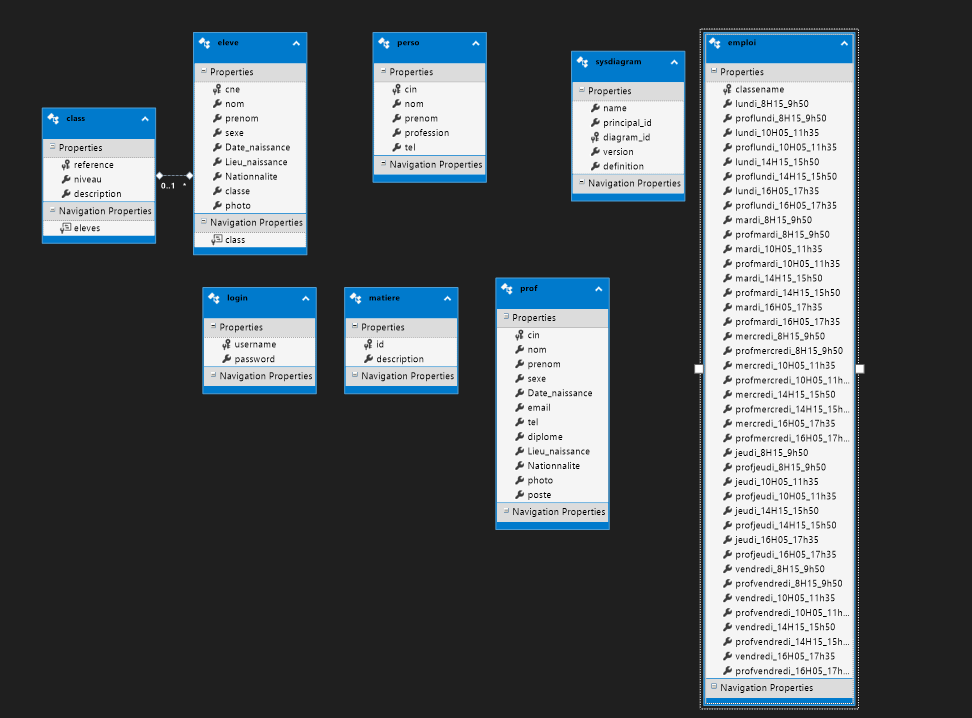 class
Properties
reference
niveau
description
Navigation Properties
eleves
0..1 *
eleve
Properties
cne
nom
prenom
sexe
Date_naissance
Lieu_naissance
Nationnalite
classe
photo
Navigation Properties
class
perso
Properties
cin
nom
prenom
profession
tel
Navigation Properties
sysdiagram
Properties
name
principal_id
diagram_id
version
definition
Navigation Properties
login
Properties
username
password
Navigation Properties
matiere
Properties
id
description
Navigation Properties
prof
Properties
cin
nom
prenom
sexe
Date_naissance
email
tel
diplome
Lieu_naissance
Nationnalite
photo
poste
Navigation Properties
emploi
Properties
classename
lundi_8H15_9h50
proflundi_8H15_9h50
lundi_10H05_11h35
proflundi_10H05_11h35
lundi_14H15_15h50
proflundi_14H15_15h50
lundi_16H05_17h35
proflundi_16H05_17h35
mardi_8H15_9h50
profmardi_8H15_9h50
mardi_10H05_11h35
profmardi_10H05_11h35
mardi_14H15_15h50
profmardi_14H15_15h50
mardi_16H05_17h35
profmardi_16H05_17h35
mercredi_8H15_9h50
profmercredi_8H15_9h50
mercredi_10H05_11h35
profmercredi_10H05_11h...
mercredi_14H15_15h50
profmercredi_14H15_15h...
mercredi_16H05_17h35
profmercredi_16H05_17h...
jeudi_8H15_9h50
profjeudi_8H15_9h50
jeudi_10H05_11h35
profjeudi_10H05_11h35
jeudi_14H15_15h50
profjeudi_14H15_15h50
jeudi_16H05_17h35
profjeudi_16H05_17h35
vendredi_8H15_9h50
profvendredi_8H15_9h50
vendredi_10H05_11h35
profvendredi_10H05_11h...
vendredi_14H15_15h50
profvendredi_14H15_15h...
vendredi_16H05_17h35
profvendredi_16H05_17h...
Navigation Properties